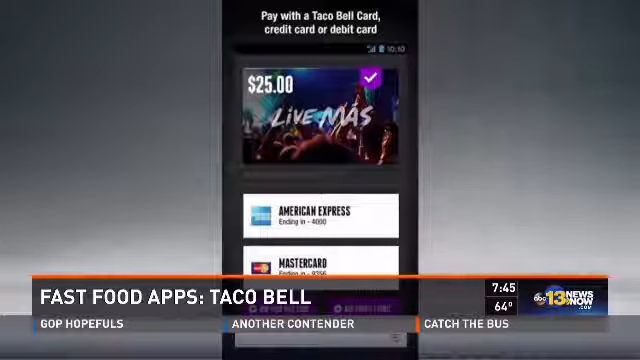 Pay with a Taco Bell Card,
credit card or debit card
10:10
$25.00
LIVE MÁS
AMERICAN EXPRESS
Ending in - 4000
MASTERCARD
FAST FOOD APPS: TACO BELL
7:45
64°
abc 13 NEWS NOW .COM
GOP HOPEFULS
ANOTHER CONTENDER
CATCH THE BUS